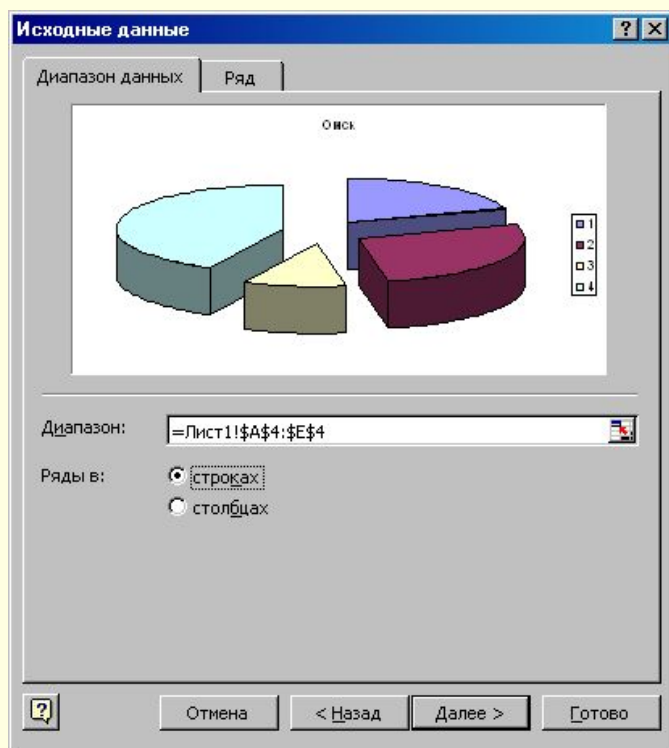 Исходные данные
Диапазон данных
Ряд
Омск
1
2
3
4
Диапазон: =Лист1!$A$4:$E$4
Ряды в: строках
столбцах
Отмена < Назад Далее > Готово